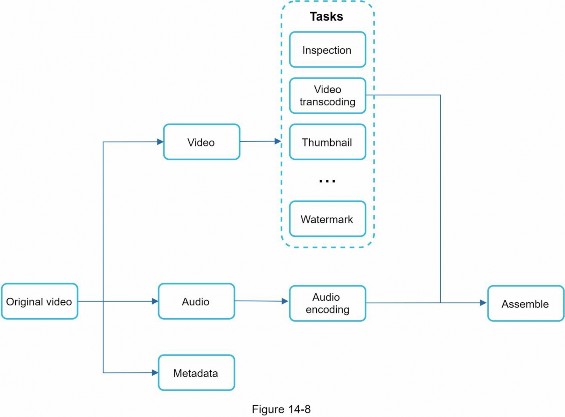 Tasks
Inspection
Video
transcoding
Video
Thumbnail
...
Watermark
Original video
Audio
Audio
encoding
Assemble
Metadata
Figure 14-8